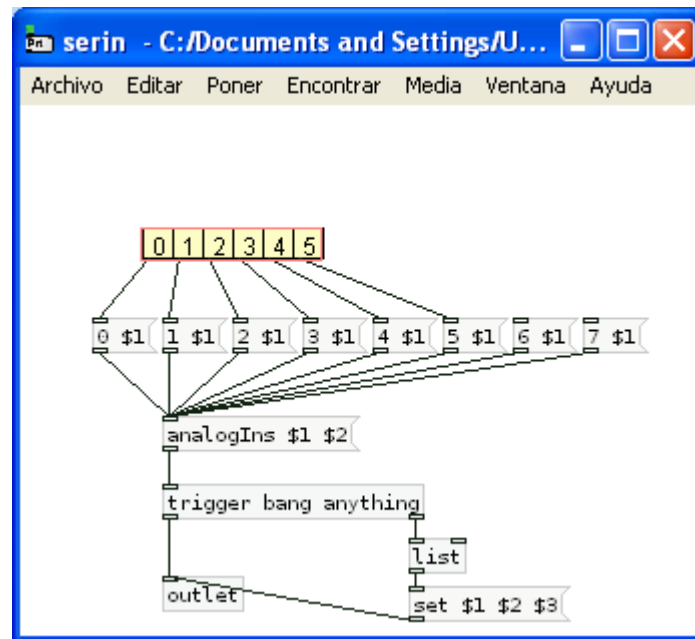 serin - C:/Documents and Settings/U...
Archivo Editar Poner Encontrar Media Ventana Ayuda
0 1 2 3 4 5
0 $1 1 $1 2 $1 3 $1 4 $1 5 $1 6 $1 7 $1
analogIns $1 $2
trigger bang anything
list
outlet
set $1 $2 $3